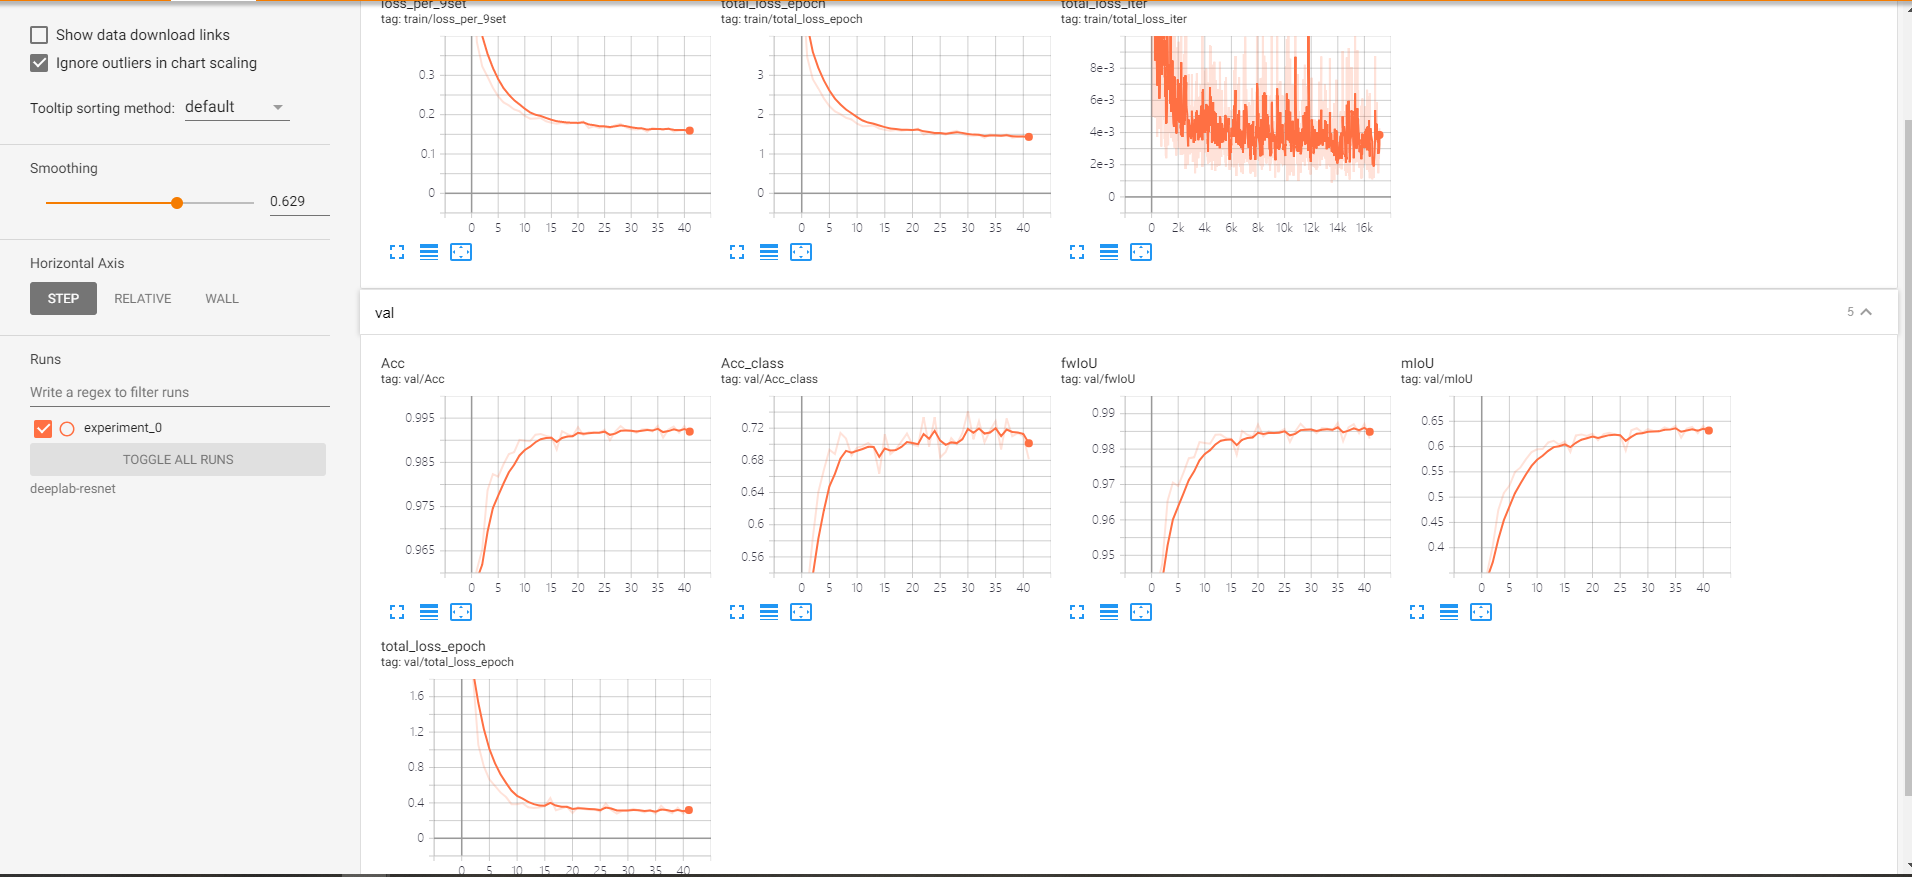 Show data download links
Ignore outliers in chart scaling
Tooltip sorting method: default
Smoothing
0.629
Horizontal Axis
STEP RELATIVE WALL
Runs
Write a regex to filter runs
experiment_0
TOGGLE ALL RUNS
deeplab-resnet
loss_per_9set
tag: train/loss_per_9set
0.3
0.2
0.1
0
0 5 10 15 20 25 30 35 40
total_loss_epoch
tag: train/total_loss_epoch
3
2
1
0
0 5 10 15 20 25 30 35 40
total_loss_iter
tag: train/total_loss_iter
8e-3
6e-3
4e-3
2e-3
0
0 2k 4k 6k 8k 10k 12k 14k 16k
val
5
Acc
tag: val/Acc
0.995
0.985
0.975
0.965
0 5 10 15 20 25 30 35 40
Acc_class
tag: val/Acc_class
0.72
0.68
0.64
0.6
0.56
0 5 10 15 20 25 30 35 40
fwIoU
tag: val/fwIoU
0.99
0.98
0.97
0.96
0.95
0 5 10 15 20 25 30 35 40
mIoU
tag: val/mIoU
0.65
0.6
0.55
0.5
0.45
0.4
0 5 10 15 20 25 30 35 40
total_loss_epoch
tag: val/total_loss_epoch
1.6
1.2
0.8
0.4
0
0 5 10 15 20 25 30 35 40